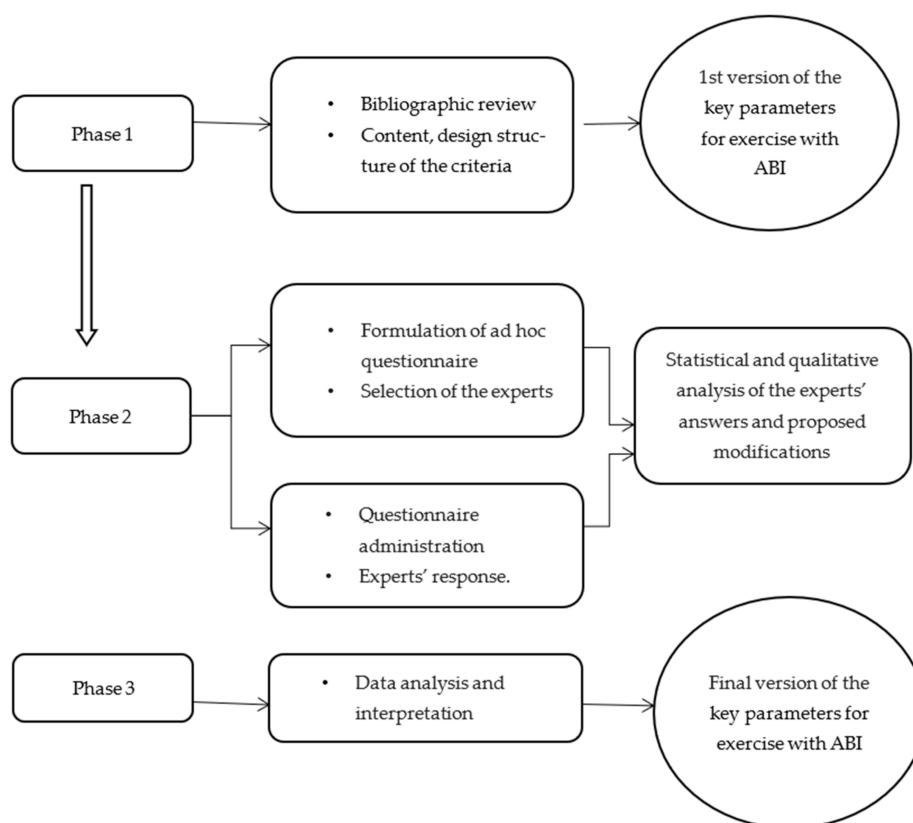 Phase 1
• Bibliographic review
• Content, design struc-
ture of the criteria
1st version of the
key parameters
for exercise with
ABI
Phase 2
• Formulation of ad hoc
questionnaire
• Selection of the experts
• Questionnaire
administration
• Experts' response.
Statistical and qualitative
analysis of the experts'
answers and proposed
modifications
Phase 3
• Data analysis and
interpretation
Final version of the
key parameters for
exercise with ABI